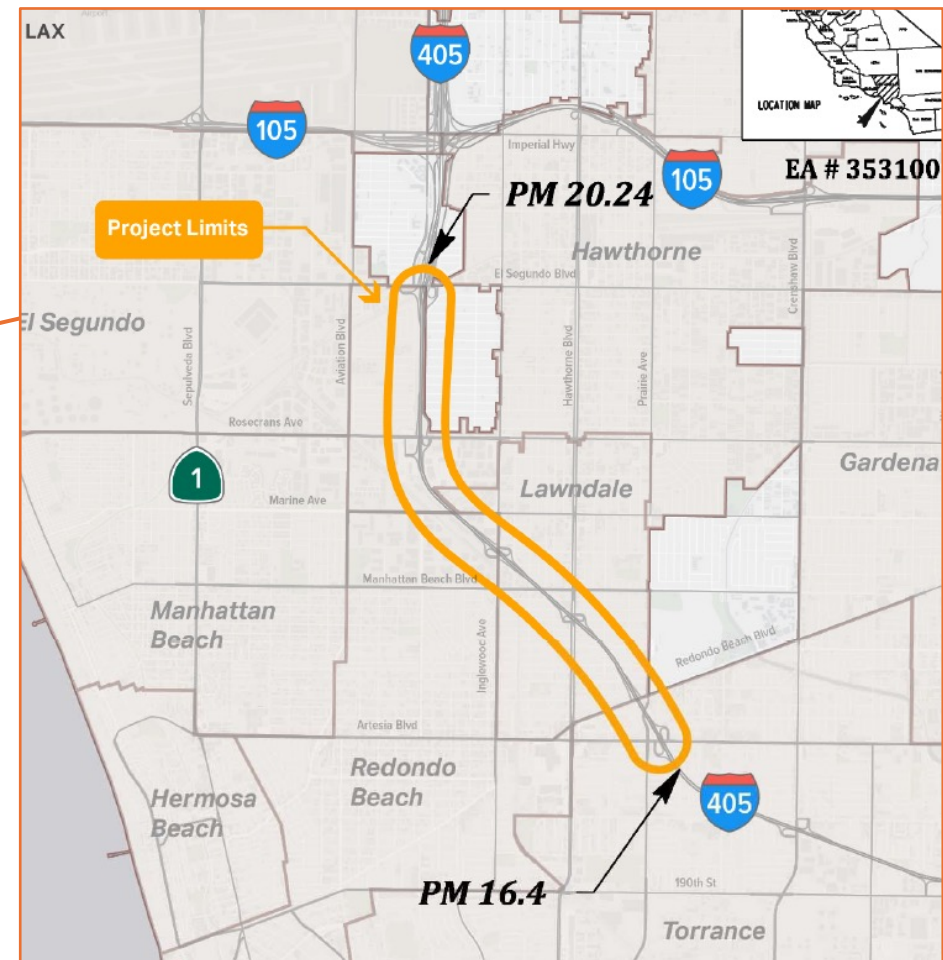 LAX
405
105
LOCATION MAP
Imperial Hwy
105
EA # 353100
PM 20.24
Project Limits
Hawthorne
El Segundo Blvd
Crenshaw Blvd
El Segundo
Sepulveda Blvd
Aviation Blvd
Hawthorne Blvd
Prairie Ave
Rosecrans Ave
1
Lawndale
Gardena
Marine Ave
Manhattan Beach Blvd
Manhattan
Beach
Inglewood Ave
Redondo Beach Blvd
Artesia Blvd
Redondo
Beach
Hermosa
Beach
405
PM 16.4
190th St
Torrance